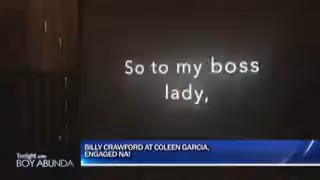 So to my boss
lady,
BILLY CRAWFORD AT COLEEN GARCIA,
ENGAGED NA!
Tonight with
BOY ABUNDA